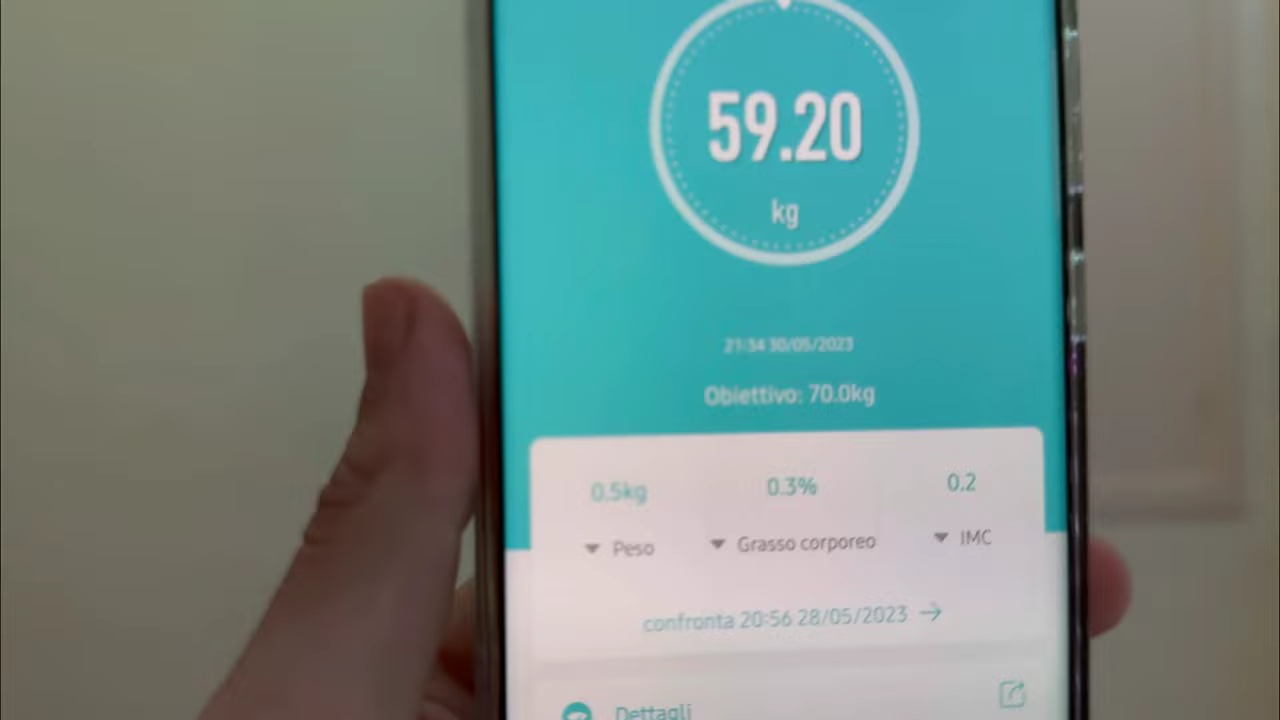 59.20
kg
21:34 30/05/2023
Obiettivo: 70.0kg
0.5kg 0.3% 0.2
Peso Grasso corporeo IMC
confronta 20:56 28/05/2023
Dettagli